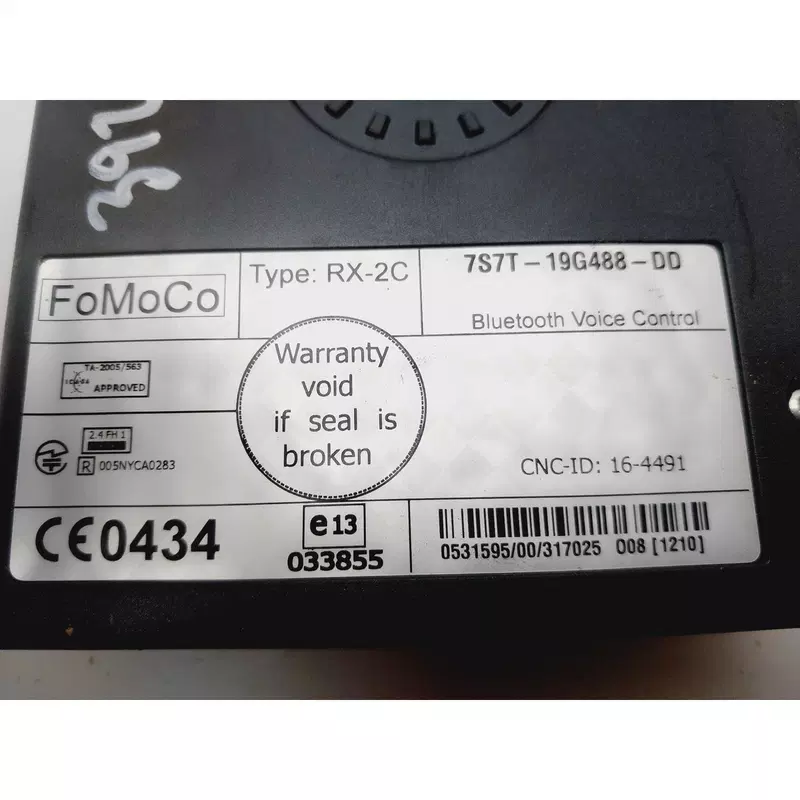 392
FoMoCo
Type: RX-2C
7S7T-19G488-DD
Bluetooth Voice Control
Warranty
void
if seal is
broken
TA-2005/563
APPROVED
2.4 FH 1
R 005NYCA0283
CNC-ID: 16-4491
CE0434
e13
033855
0531595/00/317025 008 [1210]